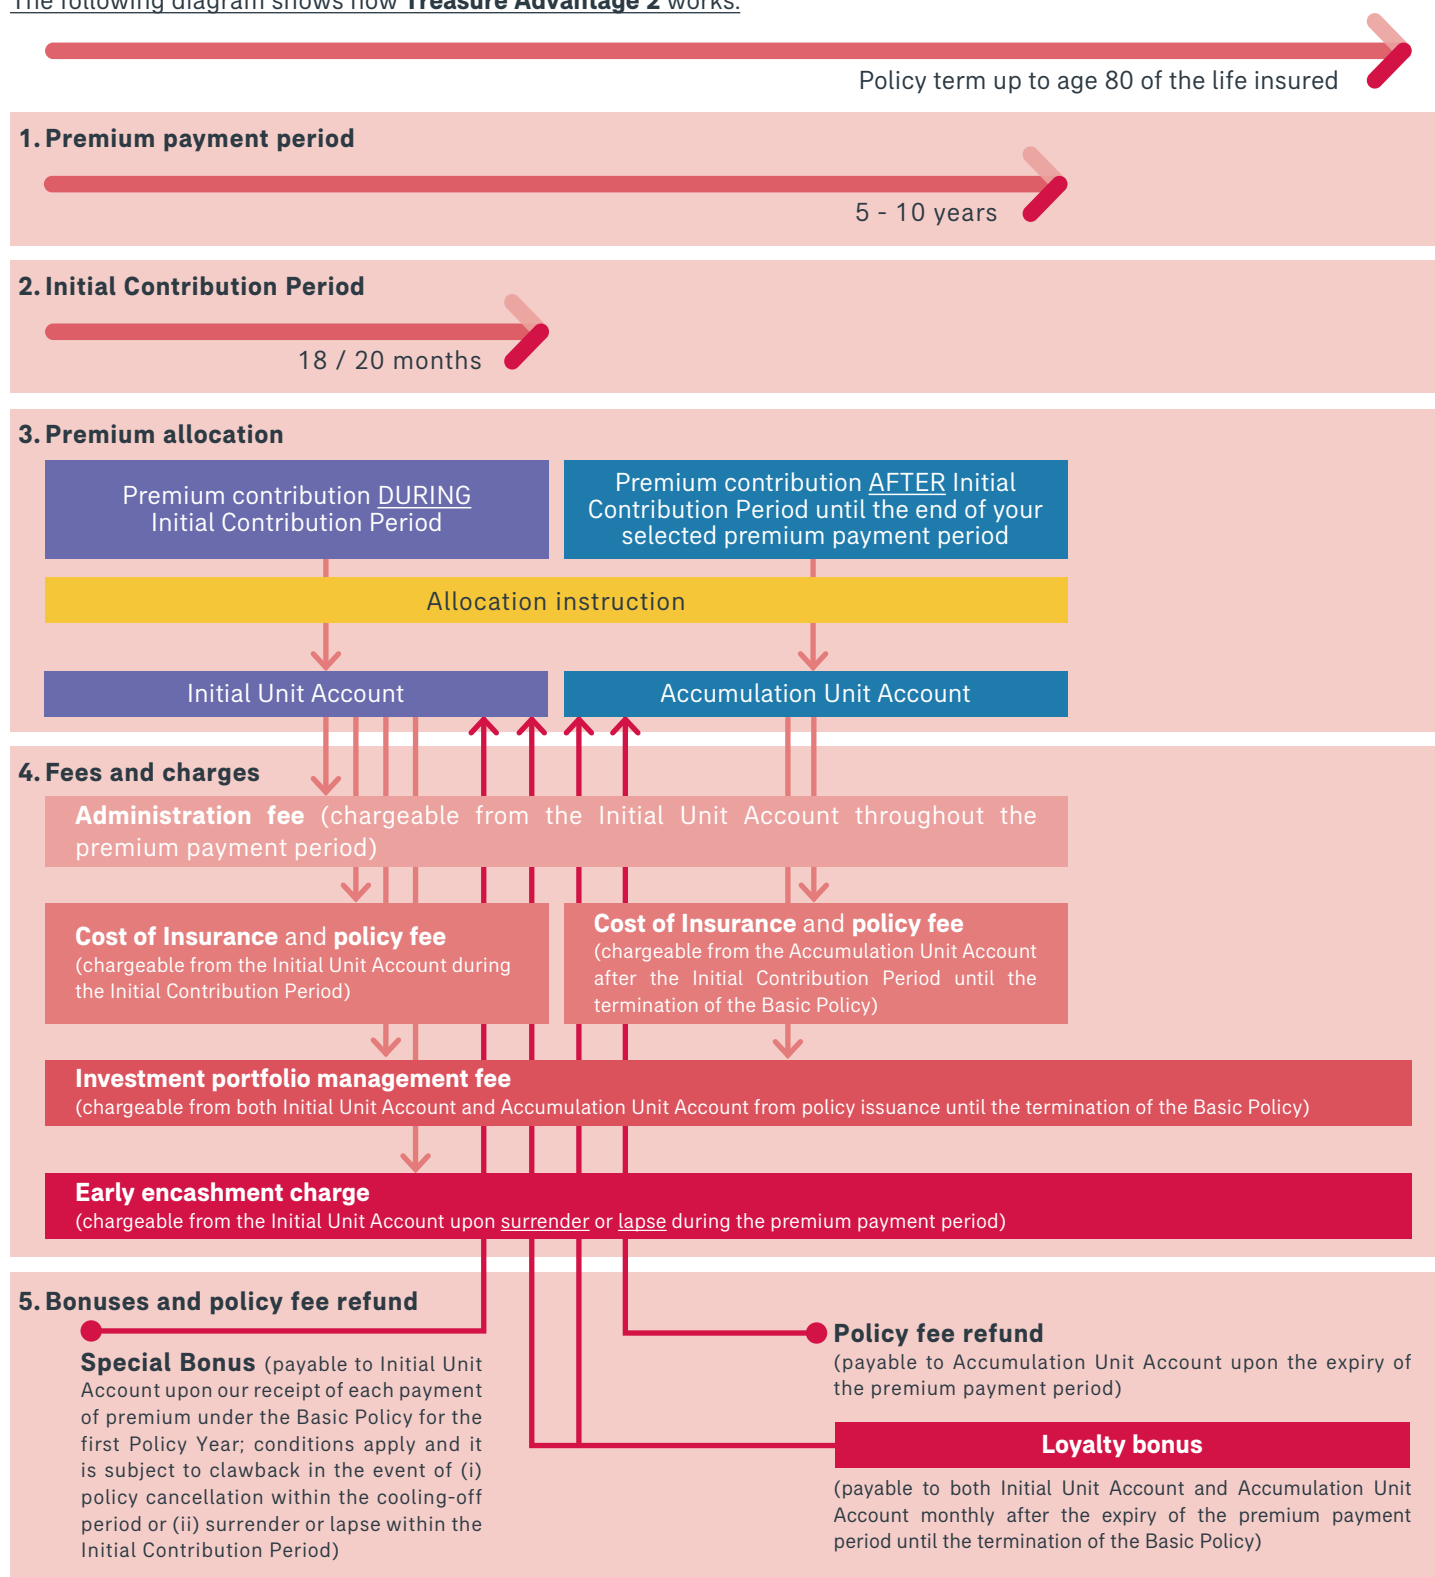 The following diagram shows how Treasure Advantage 2 works:
Policy term up to age 80 of the life insured
1. Premium payment period
5 - 10 years
2. Initial Contribution Period
18 / 20 months
3. Premium allocation
Premium contribution DURING
Initial Contribution Period
Premium contribution AFTER Initial
Contribution Period until the end of your
selected premium payment period
Allocation instruction
Initial Unit Account
Accumulation Unit Account
4. Fees and charges
Administration fee (chargeable from the Initial Unit Account throughout the
premium payment period)
Cost of Insurance and policy fee
(chargeable from the Initial Unit Account during
the Initial Contribution Period)
Cost of Insurance and policy fee
(chargeable from the Accumulation Unit Account
after the Initial Contribution Period until the
termination of the Basic Policy)
Investment portfolio management fee
(chargeable from both Initial Unit Account and Accumulation Unit Account from policy issuance until the termination of the Basic Policy)
Early encashment charge
(chargeable from the Initial Unit Account upon surrender or lapse during the premium payment period)
5. Bonuses and policy fee refund
Special Bonus (payable to Initial Unit
Account upon our receipt of each payment
of premium under the Basic Policy for the
first Policy Year; conditions apply and it
is subject to clawback in the event of (i)
policy cancellation within the cooling-off
period or (ii) surrender or lapse within the
Initial Contribution Period)
Policy fee refund
(payable to Accumulation Unit Account upon the expiry of
the premium payment period)
Loyalty bonus
(payable to both Initial Unit Account and Accumulation Unit
Account monthly after the expiry of the premium payment
period until the termination of the Basic Policy)